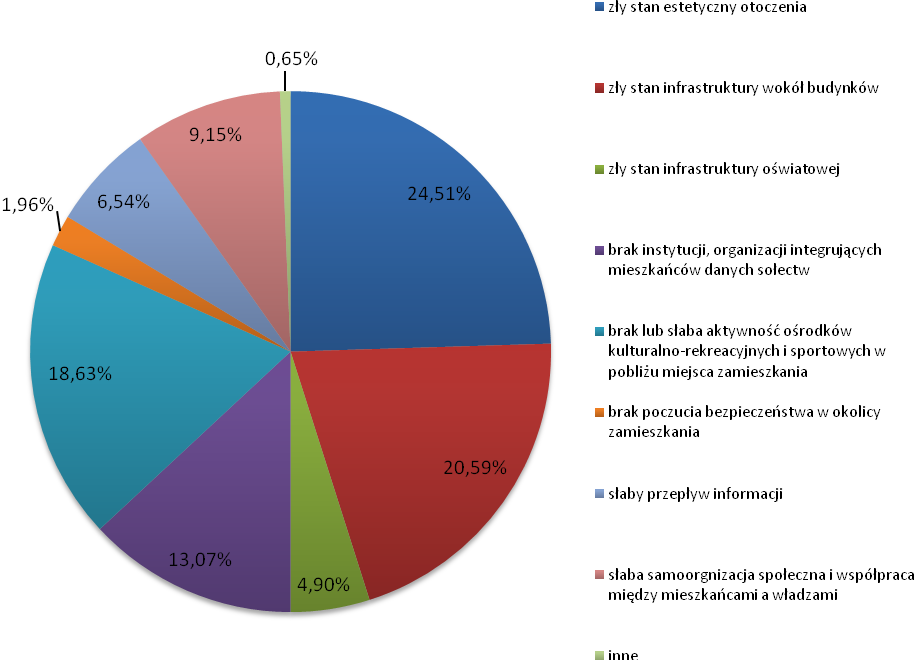 zły stan estetyczny otoczenia
0,65%
zły stan infrastruktury wokół budynków
9,15%
zły stan infrastruktury oświatowej
24,51%
6,54%
1,96%
brak instytucji, organizacji integrujących
mieszkańców danych sołectw
brak lub słaba aktywność ośrodków
kulturalno-rekreacyjnych i sportowych w
pobliżu miejsca zamieszkania
18,63%
brak poczucia bezpieczeństwa w okolicy
zamieszkania
20,59%
słaby przepływ informacji
13,07%
4,90%
słaba samoorgnizacja społeczna i współpraca
między mieszkańcami a władzami
inne